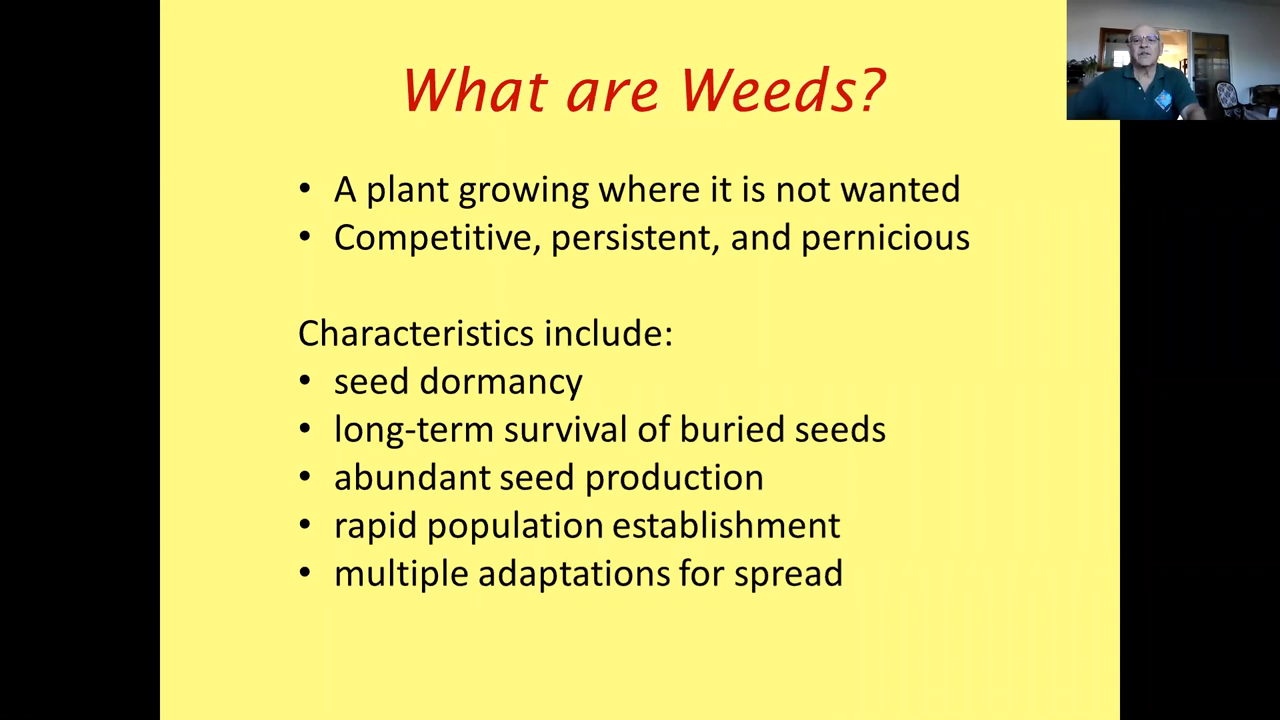 What are Weeds?
• A plant growing where it is not wanted
• Competitive, persistent, and pernicious
Characteristics include:
• seed dormancy
• long-term survival of buried seeds
• abundant seed production
• rapid population establishment
• multiple adaptations for spread